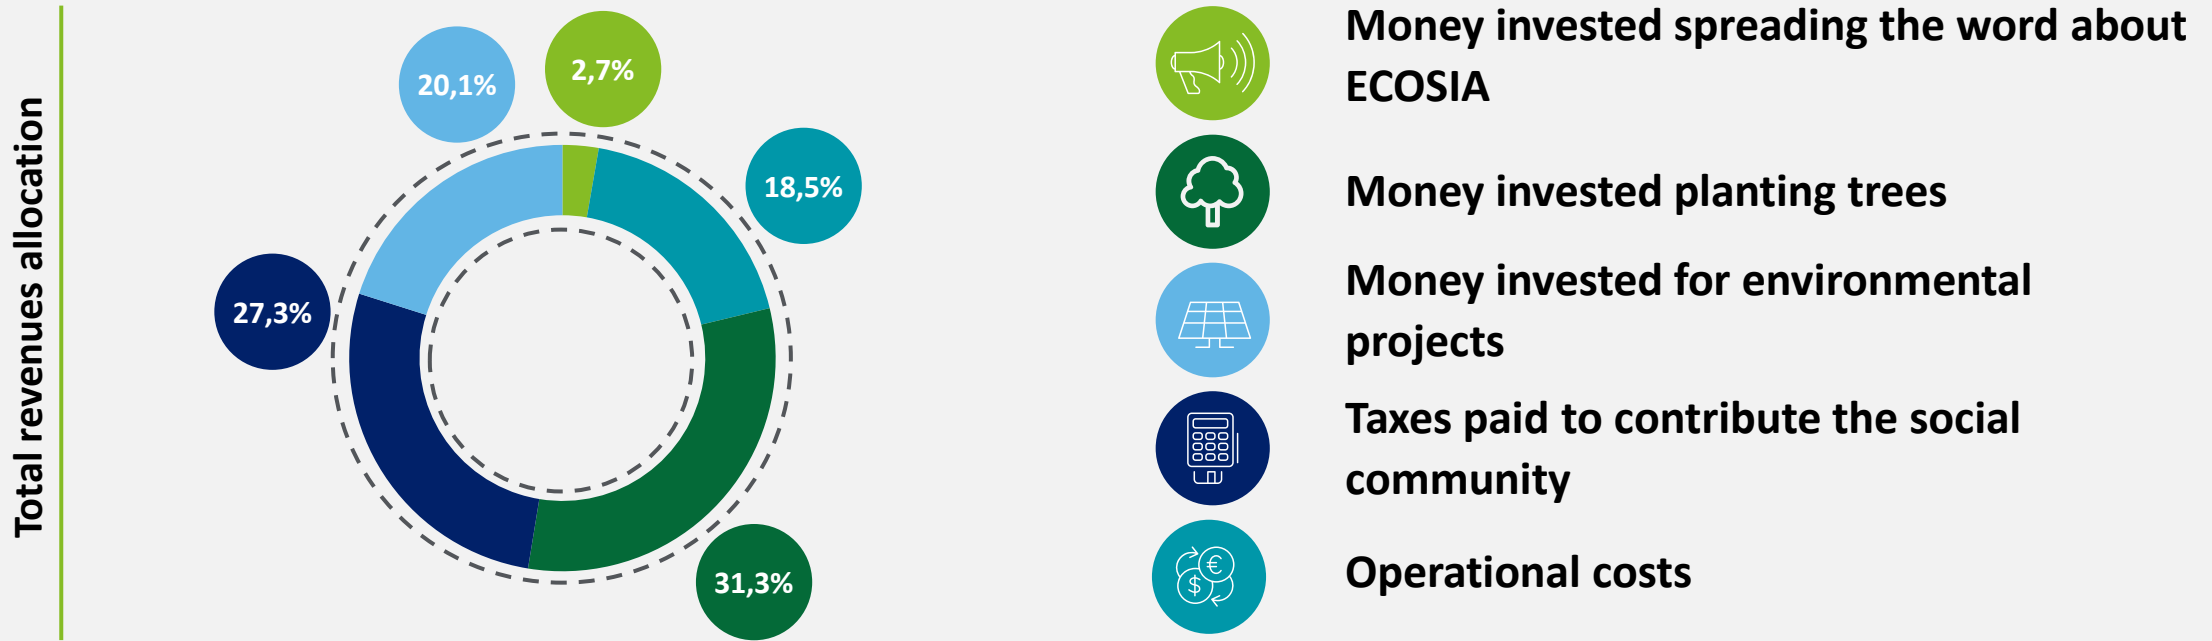 Total revenues allocation
20,1%
2,7%
18,5%
27,3%
31,3%
Money invested spreading the word about
ECOSIA
Money invested planting trees
Money invested for environmental
projects
Taxes paid to contribute the social
community
€
$
Operational costs